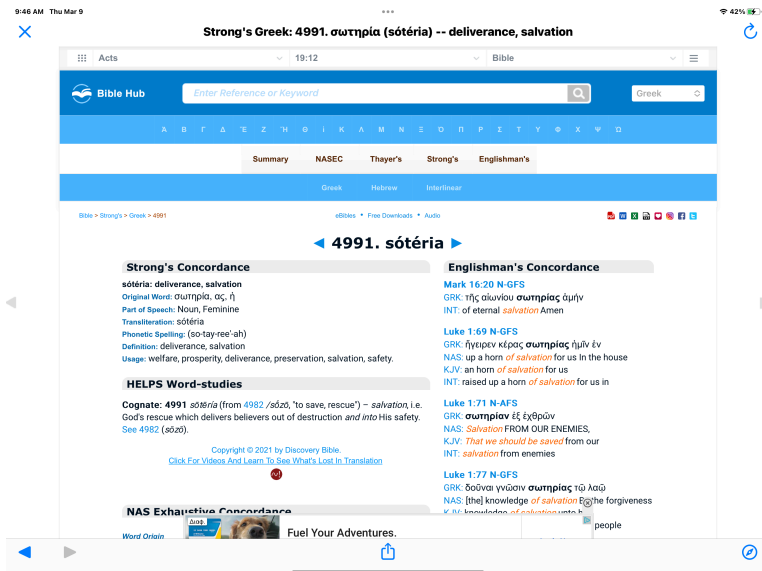 9:46 AM Thu Mar 9
42%
Strong's Greek: 4991. σωτηρία (sótéria) -- deliverance, salvation
Acts
19:12
Bible
Bible Hub
Enter Reference or Keyword
Greek
Ἀ Β Γ Δ Ἐ Ζ Ἡ Θ Ἰ Κ Λ Μ Ν Ξ Ὁ Π Ρ Σ Τ Υ Φ Χ Ψ Ὡ
Summary NASEC Thayer's Strong's Englishman's
Greek Hebrew Interlinear
Bible > Strong's > Greek > 4991
eBibles • Free Downloads • Audio
◄ 4991. sótéria ►
Strong's Concordance
sótéria: deliverance, salvation
Original Word: σωτηρία, ας, ἡ
Part of Speech: Noun, Feminine
Transliteration: sótéria
Phonetic Spelling: (so-tay-ree'-ah)
Definition: deliverance, salvation
Usage: welfare, prosperity, deliverance, preservation, salvation, safety.
HELPS Word-studies
Cognate: 4991 sōtēría (from 4982 /sṓzō, "to save, rescue") – salvation, i.e.
God's rescue which delivers believers out of destruction and into His safety.
See 4982 (sōzō).
Copyright © 2021 by Discovery Bible.
Click For Videos And Learn To See What's Lost In Translation
NAS Exhaustive Concordance
Word Origin
Englishman's Concordance
Mark 16:20 N-GFS
GRK: τῆς αἰωνίου σωτηρίας ἀμήν
INT: of eternal salvation Amen
Luke 1:69 N-GFS
GRK: ἤγειρεν κέρας σωτηρίας ἡμῖν ἐν
NAS: up a horn of salvation for us In the house
KJV: an horn of salvation for us
INT: raised up a horn of salvation for us in
Luke 1:71 N-AFS
GRK: σωτηρίαν ἐξ ἐχθρῶν
NAS: Salvation FROM OUR ENEMIES,
KJV: That we should be saved from our
INT: salvation from enemies
Luke 1:77 N-GFS
GRK: δοῦναι γνῶσιν σωτηρίας τῷ λαῷ
NAS: [the] knowledge of salvation By the forgiveness
KJV: knowledge of salvation unto
people
Διαφ.
Fuel Your Adventures.